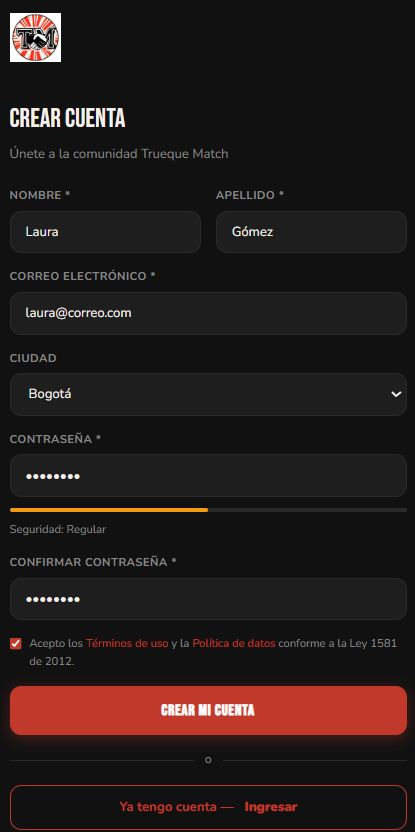 TM
CREAR CUENTA
Únete a la comunidad Trueque Match
NOMBRE * APELLIDO *
Laura Gómez
CORREO ELECTRÓNICO *
laura@correo.com
CIUDAD
Bogotá
CONTRASEÑA *
••••••••
Seguridad: Regular
CONFIRMAR CONTRASEÑA *
••••••••
Acepto los Términos de uso y la Política de datos conforme a la Ley 1581
de 2012.
CREAR MI CUENTA
O
Ya tengo cuenta — Ingresar